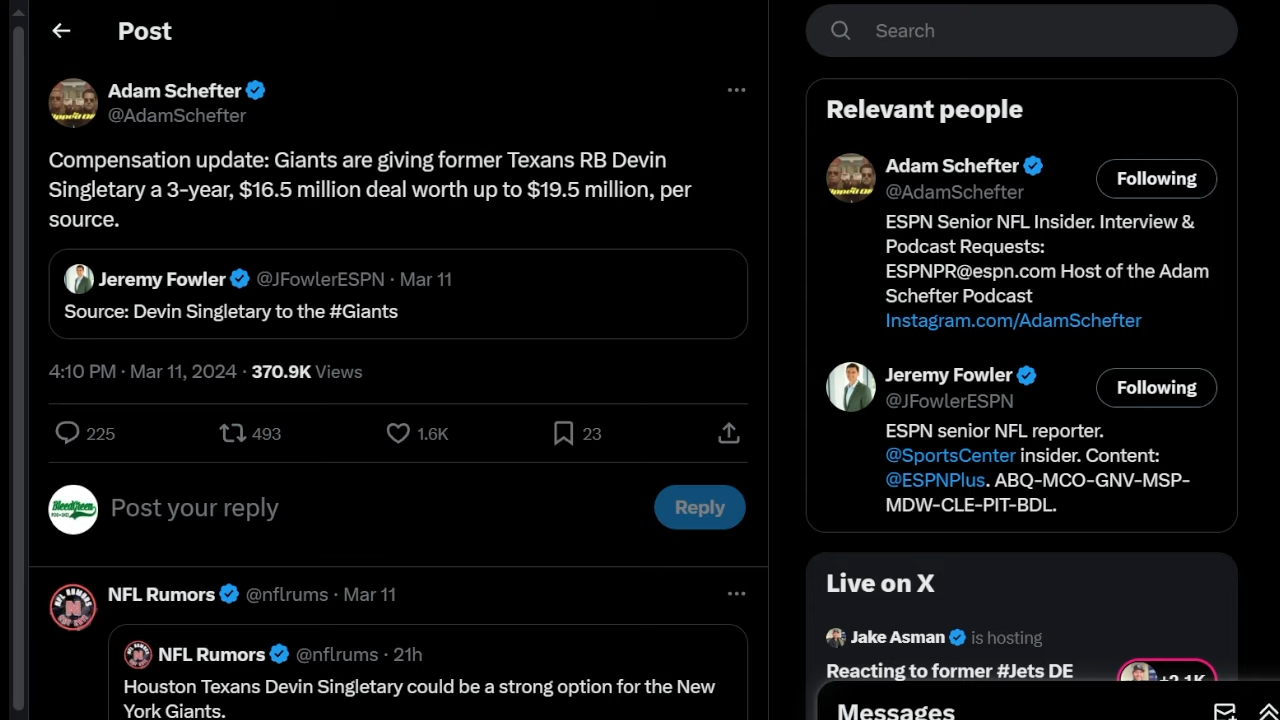 Post
Adam Schefter
@AdamSchefter
Compensation update: Giants are giving former Texans RB Devin
Singletary a 3-year, $16.5 million deal worth up to $19.5 million, per
source.
Jeremy Fowler @JFowlerESPN · Mar 11
Source: Devin Singletary to the #Giants
4:10 PM · Mar 11, 2024 · 370.9K Views
225 493 1.6K 23
BleedGreen
Post your reply
Reply
NFL Rumors @nflrums · Mar 11
NFL Rumors @nflrums · 21h
Houston Texans Devin Singletary could be a strong option for the New
York Giants.
Search
Relevant people
Adam Schefter
@AdamSchefter
Following
ESPN Senior NFL Insider. Interview &
Podcast Requests:
ESPNPR@espn.com Host of the Adam
Schefter Podcast
Instagram.com/AdamSchefter
Jeremy Fowler
@JFowlerESPN
Following
ESPN senior NFL reporter.
@SportsCenter insider. Content:
@ESPNPlus. ABQ-MCO-GNV-MSP-
MDW-CLE-PIT-BDL.
Live on X
Jake Asman is hosting
Reacting to former #Jets DE
+2.1K
Messages